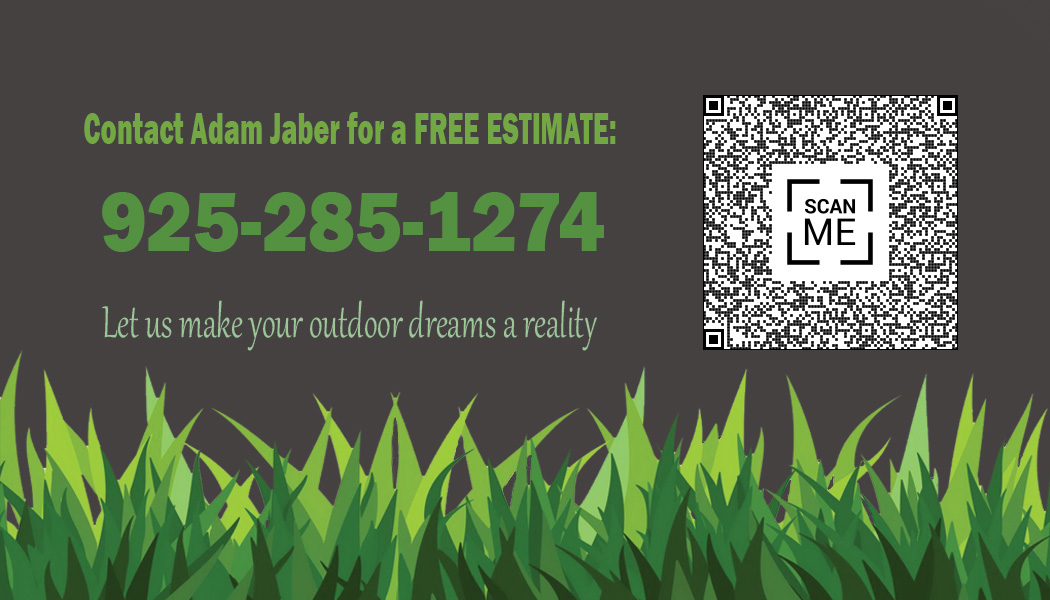 Contact Adam Jaber for a FREE ESTIMATE:
925-285-1274
Let us make your outdoor dreams a reality
SCAN
ME